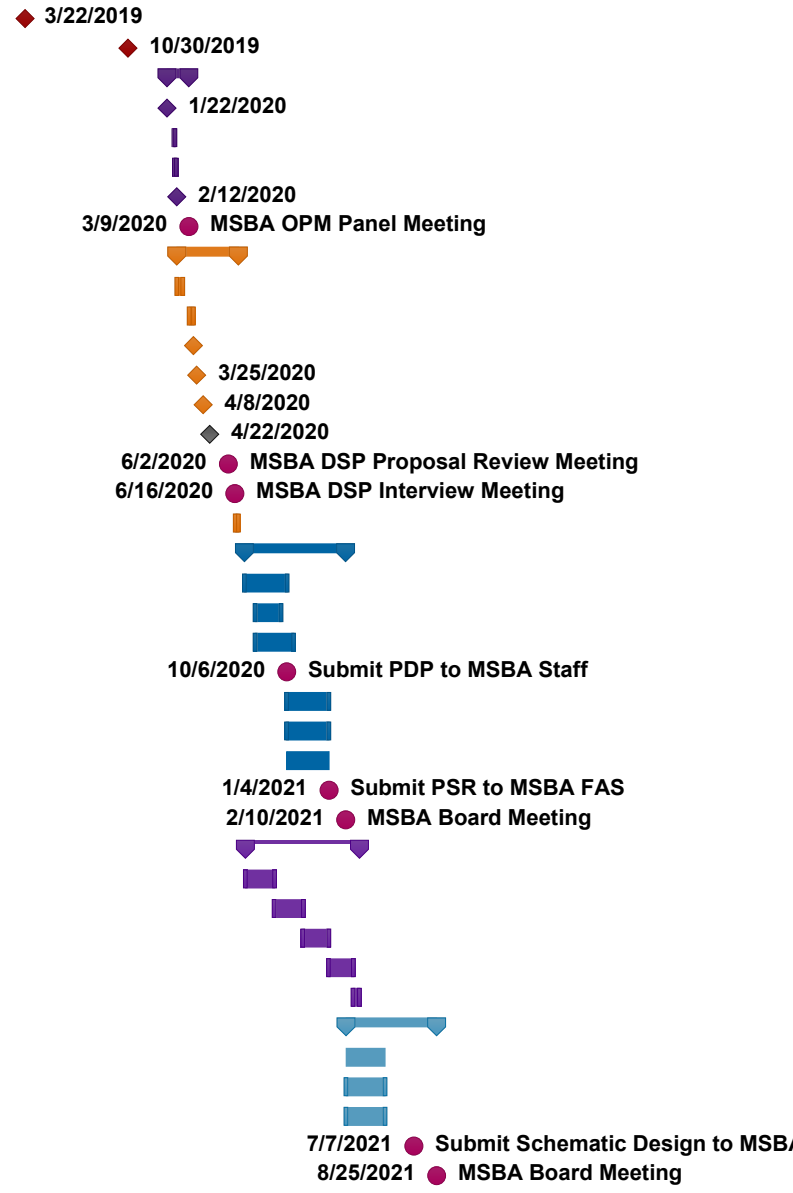 3/22/2019
10/30/2019
1/22/2020
2/12/2020
3/9/2020 MSBA OPM Panel Meeting
3/25/2020
4/8/2020
4/22/2020
6/2/2020 MSBA DSP Proposal Review Meeting
6/16/2020 MSBA DSP Interview Meeting
10/6/2020 Submit PDP to MSBA Staff
1/4/2021 Submit PSR to MSBA FAS
2/10/2021 MSBA Board Meeting
7/7/2021 Submit Schematic Design to MSBA
8/25/2021 MSBA Board Meeting